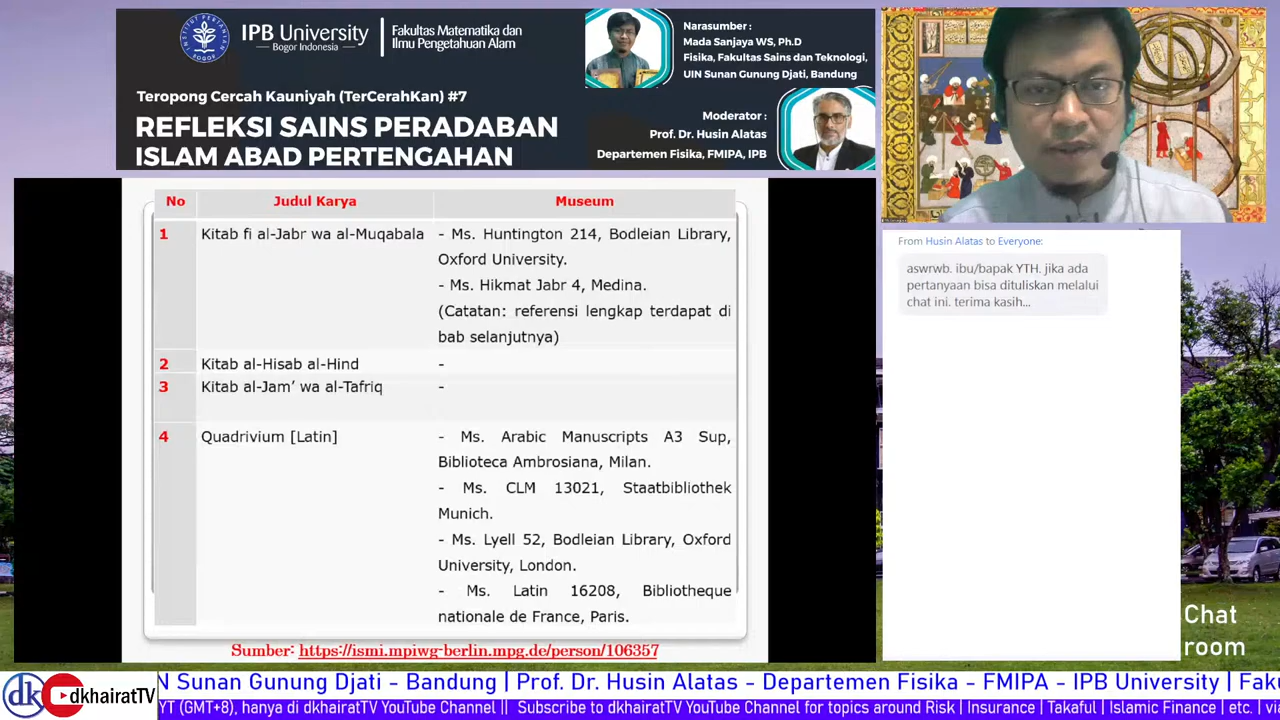 IPB University
Bogor Indonesia
Fakultas Matematika dan
Ilmu Pengetahuan Alam
Teropong Cercah Kauniyah (TerCerahKan) #7
REFLEKSI SAINS PERADABAN
ISLAM ABAD PERTENGAHAN
Narasumber :
Mada Sanjaya WS, Ph.D
Fisika, Fakultas Sains dan Teknologi,
UIN Sunan Gunung Djati, Bandung
Moderator :
Prof. Dr. Husin Alatas
Departemen Fisika, FMIPA, IPB
No Judul Karya Museum
1 Kitab fi al-Jabr wa al-Muqabala - Ms. Huntington 214, Bodleian Library,
Oxford University.
- Ms. Hikmat Jabr 4, Medina.
(Catatan: referensi lengkap terdapat di
bab selanjutnya)
2 Kitab al-Hisab al-Hind -
3 Kitab al-Jam’ wa al-Tafriq -
4 Quadrivium [Latin] - Ms. Arabic Manuscripts A3 Sup,
Biblioteca Ambrosiana, Milan.
- Ms. CLM 13021, Staatbibliothek
Munich.
- Ms. Lyell 52, Bodleian Library, Oxford
University, London.
- Ms. Latin 16208, Bibliotheque
nationale de France, Paris.
Sumber: https://ismi.mpiwg-berlin.mpg.de/person/106357
From Husin Alatas to Everyone:
aswrwb. ibu/bapak YTH. jika ada
pertanyaan bisa dituliskan melalui
chat ini. terima kasih...
Chat
room
dk dkhairatTV
N Sunan Gunung Djati - Bandung | Prof. Dr. Husin Alatas - Departemen Fisika - FMIPA - IPB University | Faku
YT (GMT+8), hanya di dkhairatTV YouTube Channel || Subscribe to dkhairatTV YouTube Channel for topics around Risk | Insurance | Takaful | Islamic Finance | etc. | via